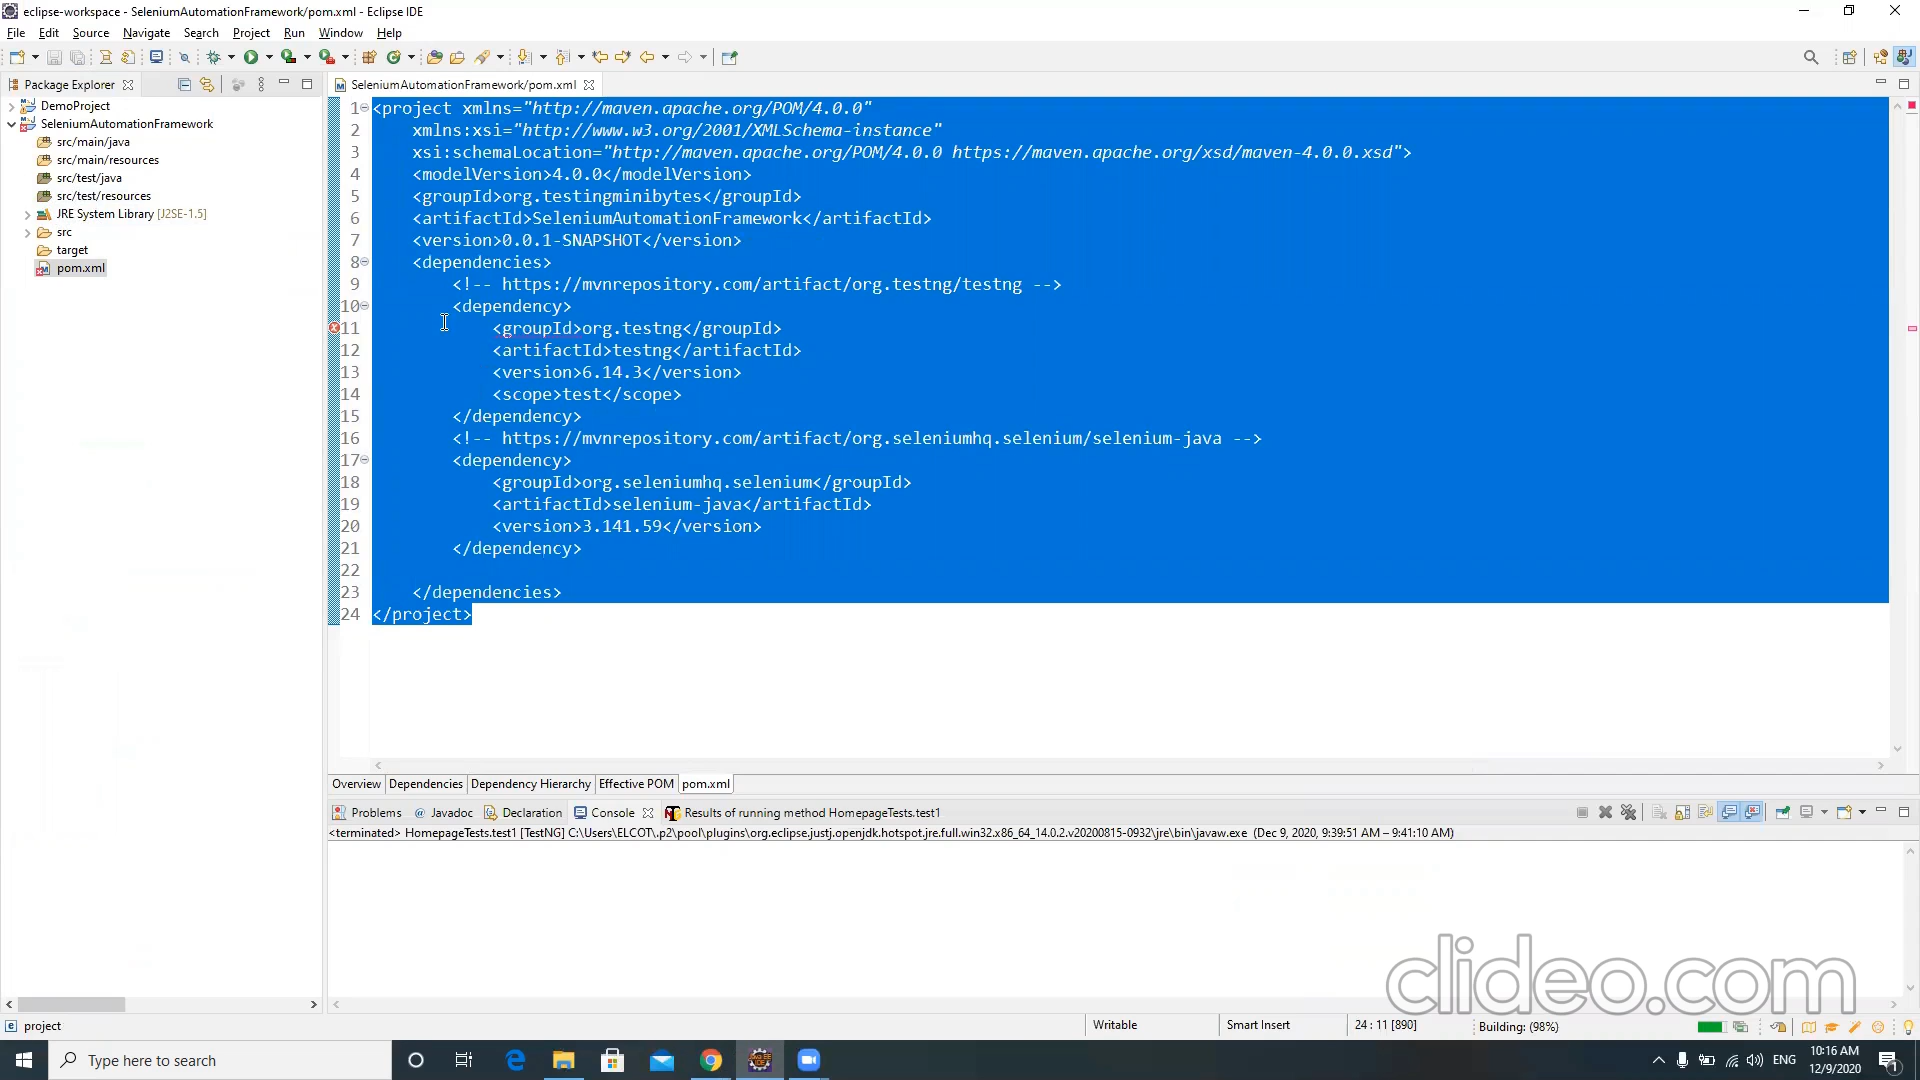 eclipse-workspace - SeleniumAutomationFramework/pom.xml - Eclipse IDE
File Edit Source Navigate Search Project Run Window Help
Package Explorer
SeleniumAutomationFramework/pom.xml
DemoProject
SeleniumAutomationFramework
src/main/java
src/main/resources
src/test/java
src/test/resources
JRE System Library [J2SE-1.5]
src
target
pom.xml
1 <project xmlns="http://maven.apache.org/POM/4.0.0"
2 xmlns:xsi="http://www.w3.org/2001/XMLSchema-instance"
3 xsi:schemaLocation="http://maven.apache.org/POM/4.0.0 https://maven.apache.org/xsd/maven-4.0.0.xsd">
4 <modelVersion>4.0.0</modelVersion>
5 <groupId>org.testingminibytes</groupId>
6 <artifactId>SeleniumAutomationFramework</artifactId>
7 <version>0.0.1-SNAPSHOT</version>
8 <dependencies>
9 <!-- https://mvnrepository.com/artifact/org.testng/testng -->
10 <dependency>
11 <groupId>org.testng</groupId>
12 <artifactId>testng</artifactId>
13 <version>6.14.3</version>
14 <scope>test</scope>
15 </dependency>
16 <!-- https://mvnrepository.com/artifact/org.seleniumhq.selenium/selenium-java -->
17 <dependency>
18 <groupId>org.seleniumhq.selenium</groupId>
19 <artifactId>selenium-java</artifactId>
20 <version>3.141.59</version>
21 </dependency>
22
23 </dependencies>
24 </project>
Overview Dependencies Dependency Hierarchy Effective POM pom.xml
Problems Javadoc Declaration Console Results of running method HomepageTests.test1
<terminated> HomepageTests.test1 [TestNG] C:\Users\ELCOT\.p2\pool\plugins\org.eclipse.justj.openjdk.hotspot.jre.full.win32.x86_64_14.0.2.v20200815-0932\jre\bin\javaw.exe (Dec 9, 2020, 9:39:51 AM – 9:41:10 AM)
clideo.com
project
Writable
Smart Insert
24 : 11 [890]
Building: (98%)
Type here to search
ENG
10:16 AM
12/9/2020
1